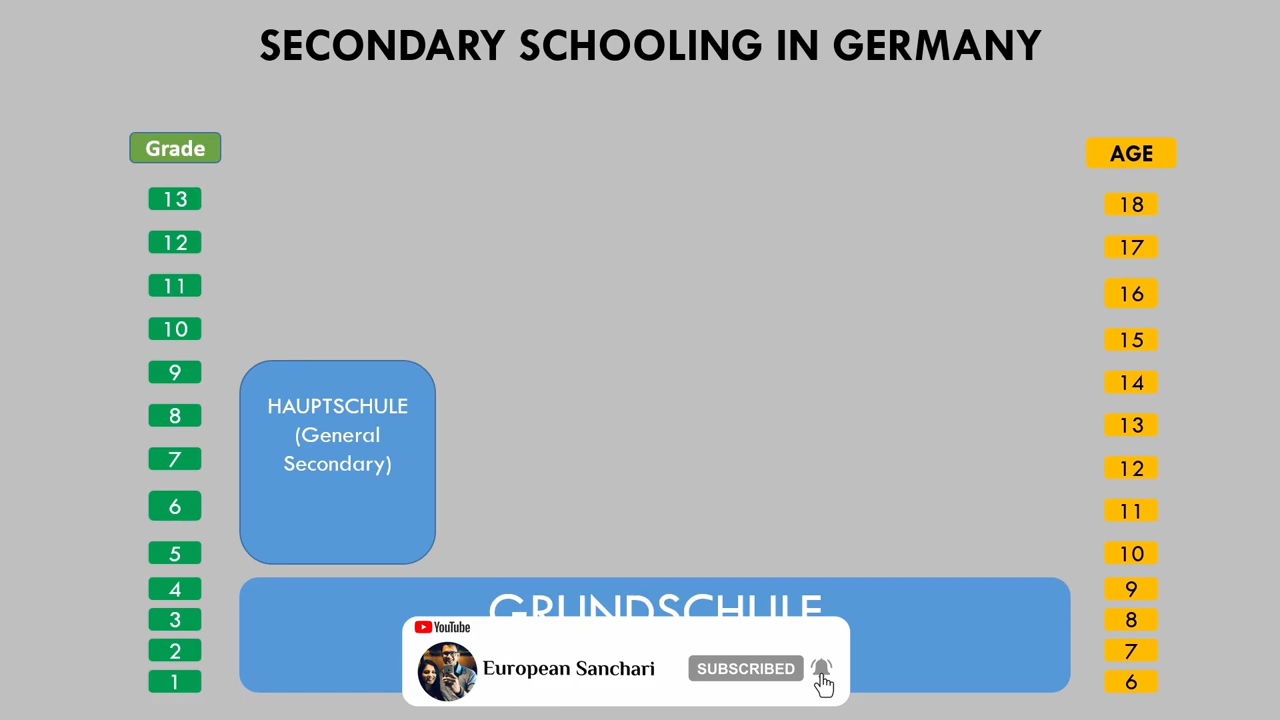 SECONDARY SCHOOLING IN GERMANY
Grade
AGE
13
18
12
17
11
16
10
15
9
14
8
13
7
12
6
11
5
10
4
9
3
8
2
7
1
6
HAUPTSCHULE
(General
Secondary)
GRUNDSCHULE
YouTube
European Sanchari
SUBSCRIBED